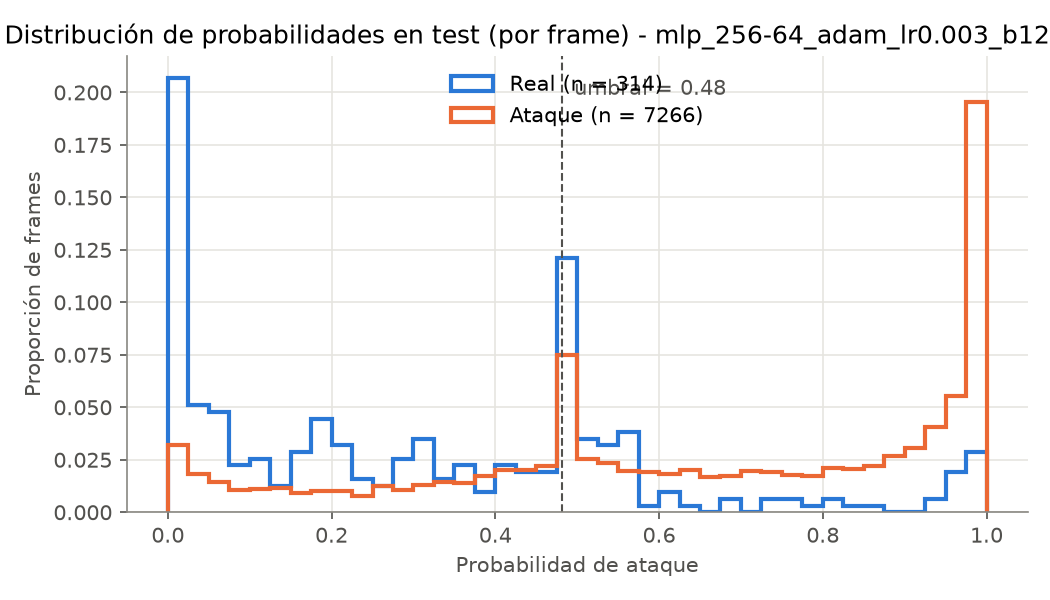 Distribución de probabilidades en test (por frame) - mlp_256-64_adam_lr0.003_b12
Real (n = 314)
umbral = 0.48
Ataque (n = 7266)
Proporción de frames
0.200
0.175
0.150
0.125
0.100
0.075
0.050
0.025
0.000
0.0 0.2 0.4 0.6 0.8 1.0
Probabilidad de ataque